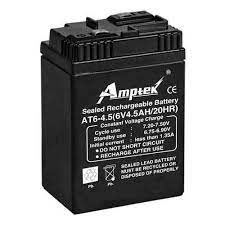 Amptek
Sealed Rechargeable Battery
AT6-4.5(6V4.5AH/20HR)
Constant Voltage Charge
Cycle use : 7.20-7.50V
Standby use : 6.75-6.90V
Initial current : less than 1.35A
• DO NOT SHORT CIRCUIT
• RECHARGE AFTER USE
CE
Pb.
SEALED LEAD BATTERY
MUST BE DISPOSED OF
PROPERLY
Pb.